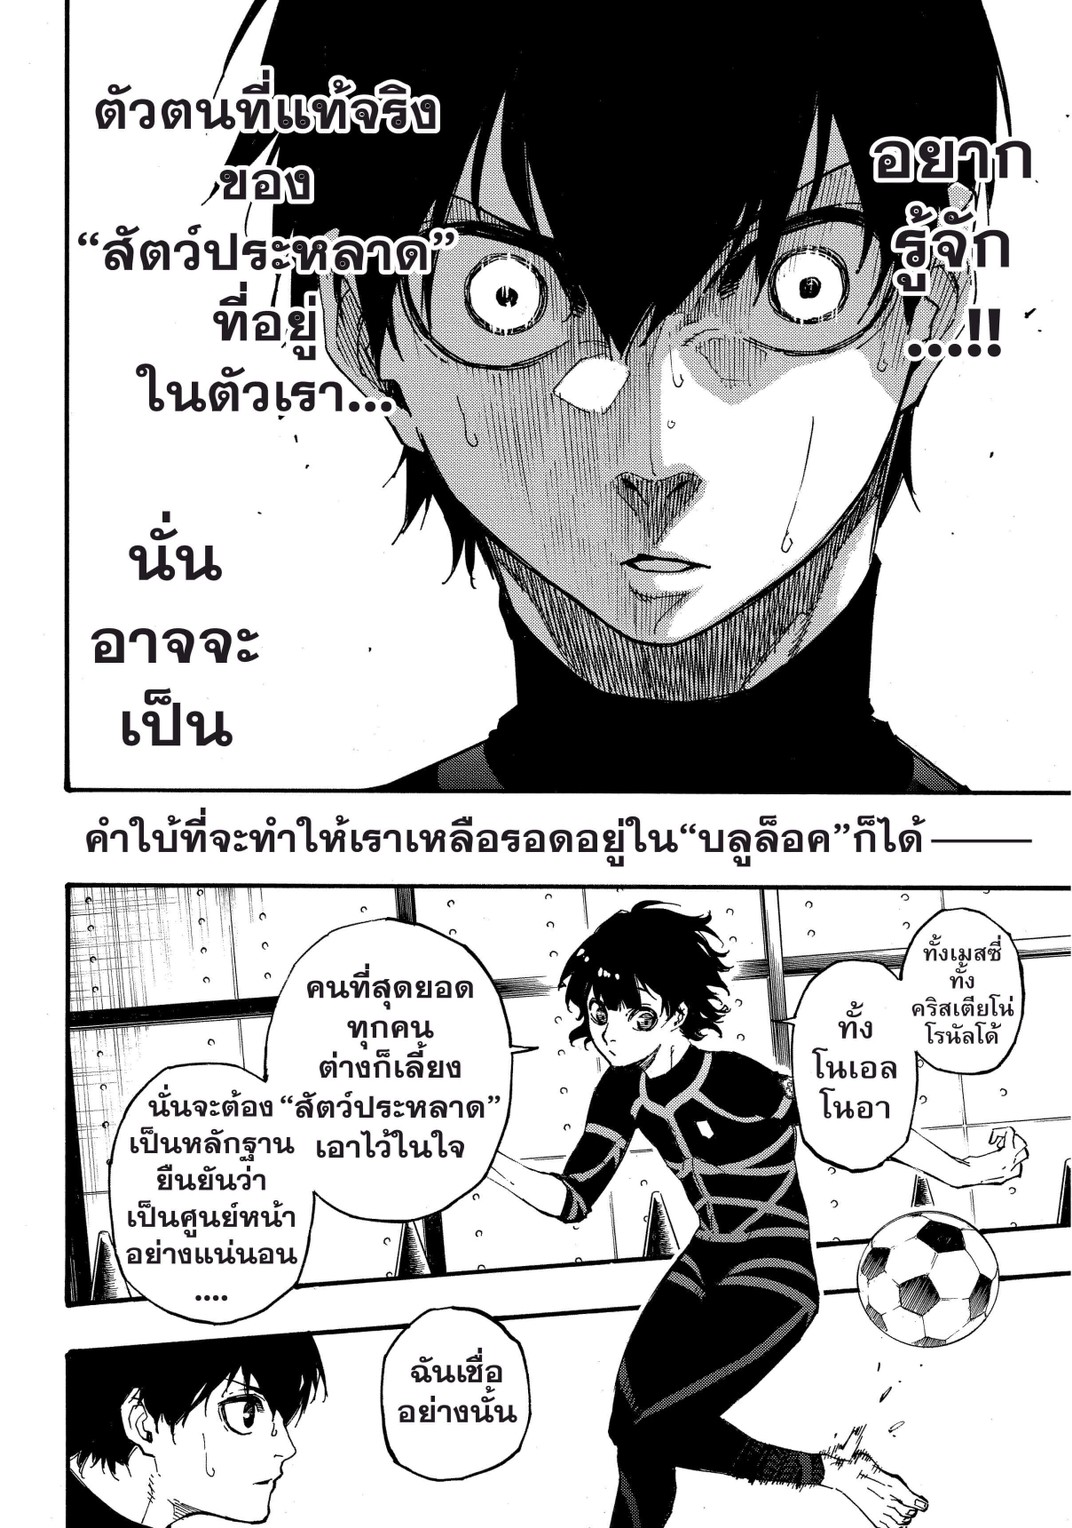 อยาก
รู้จัก
...!!
ตัวตนที่แท้จริง
ของ
“สัตว์ประหลาด”
ที่อยู่
ในตัวเรา...
นั่น
อาจจะ
เป็น
คำใบ้ที่จะทำให้เราเหลือรอดอยู่ใน“บลูล็อค”ก็ได้ ———
ทั้งเมสซี่
ทั้ง
คริสเตียโน่
โรนัลโด้
ทั้ง
โนเอล
โนอา
คนที่สุดยอด
ทุกคน
ต่างก็เลี้ยง
“สัตว์ประหลาด”
เอาไว้ในใจ
นั่นจะต้อง
เป็นหลักฐาน
ยืนยันว่า
เป็นศูนย์หน้า
อย่างแน่นอน
....
ฉันเชื่อ
อย่างนั้น